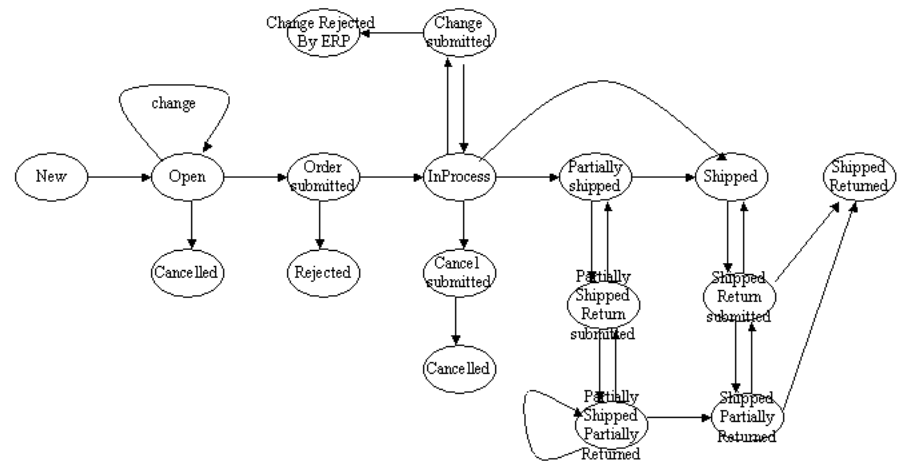 Change Rejected
By ERP
Change
submitted
change
New
Open
Order
submitted
InProcess
Partially
shipped
Shipped
Shipped
Returned
Cancelled
Rejected
Cancel
submitted
Partially
Shipped
Return
submitted
Shipped
Return
submitted
Cancelled
Partially
Shipped
Partially
Returned
Shipped
Partially
Returned